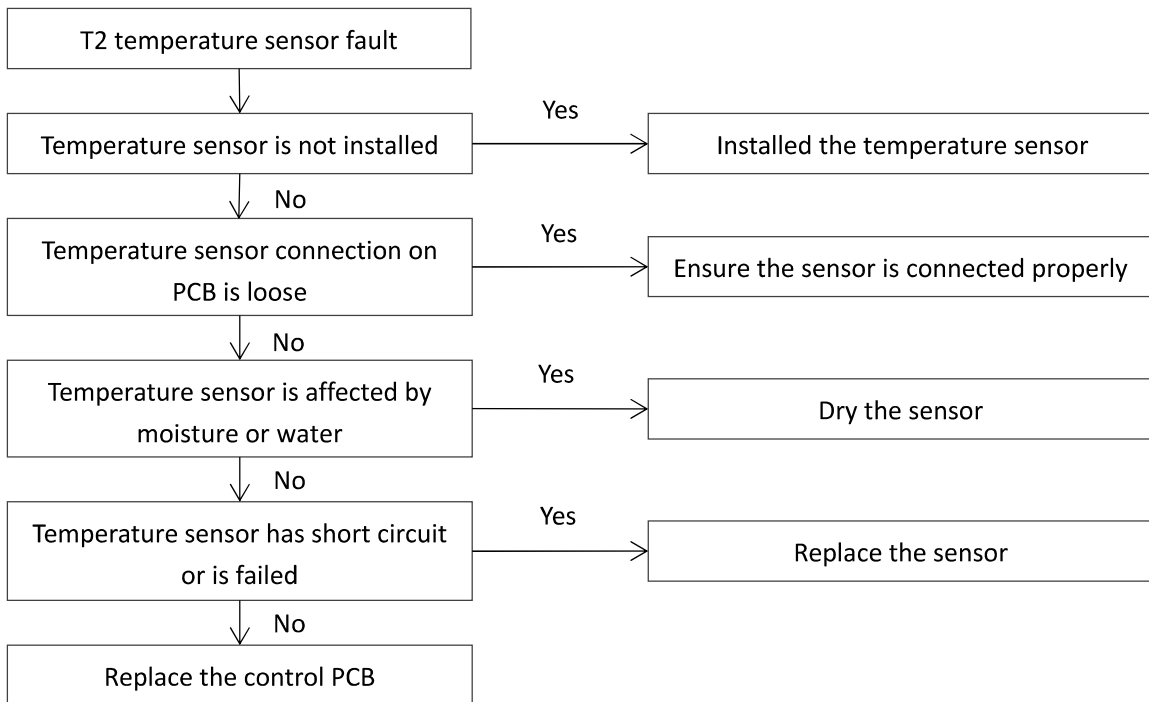 T2 temperature sensor fault
Yes
Temperature sensor is not installed
Installed the temperature sensor
No
Temperature sensor connection on
PCB is loose
Yes
Ensure the sensor is connected properly
No
Temperature sensor is affected by
moisture or water
Yes
Dry the sensor
No
Temperature sensor has short circuit
or is failed
Yes
Replace the sensor
No
Replace the control PCB